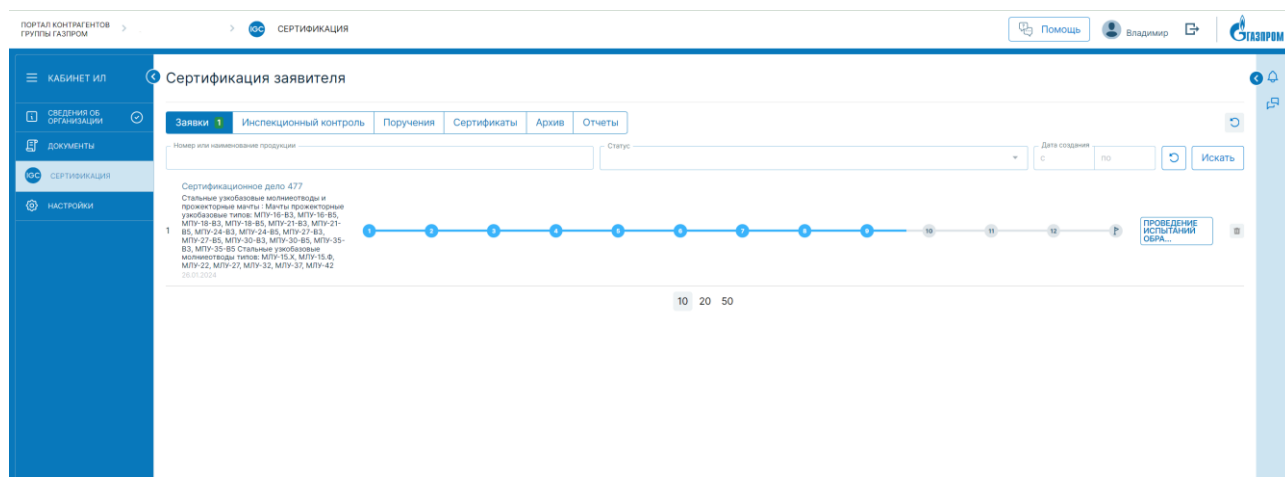 ПОРТАЛ КОНТРАГЕНТОВ
ГРУППЫ ГАЗПРОМ
IGC
СЕРТИФИКАЦИЯ
Помощь
Владимир
ГАЗПРОМ
КАБИНЕТ ИЛ
СВЕДЕНИЯ ОБ
ОРГАНИЗАЦИИ
ДОКУМЕНТЫ
IGC
СЕРТИФИКАЦИЯ
НАСТРОЙКИ
Сертификация заявителя
Заявки 1 Инспекционный контроль Поручения Сертификаты Архив Отчеты
Номер или наименование продукции
Статус
Дата создания
с по
Искать
1
Сертификационное дело 477
Стальные узкобазовые молниеотводы и
прожекторные мачты : Мачты прожекторные
узкобазовые типов: МПУ-16-В3, МПУ-16-В5,
МПУ-18-В3, МПУ-18-В5, МПУ-21-В3, МПУ-21-
В5, МПУ-24-В3, МПУ-24-В5, МПУ-27-В3,
МПУ-27-В5, МПУ-30-В3, МПУ-30-В5, МПУ-35-
В3, МПУ-35-В5 Стальные узкобазовые
молниеотводы типов: МЛУ-15.Х, МЛУ-15.Ф,
МЛУ-22, МЛУ-27, МЛУ-32, МЛУ-37, МЛУ-42
26.01.2024
1 2 3 4 5 6 7 8 9 10 11 12
ПРОВЕДЕНИЕ
ИСПЫТАНИЙ
ОБРА...
10 20 50